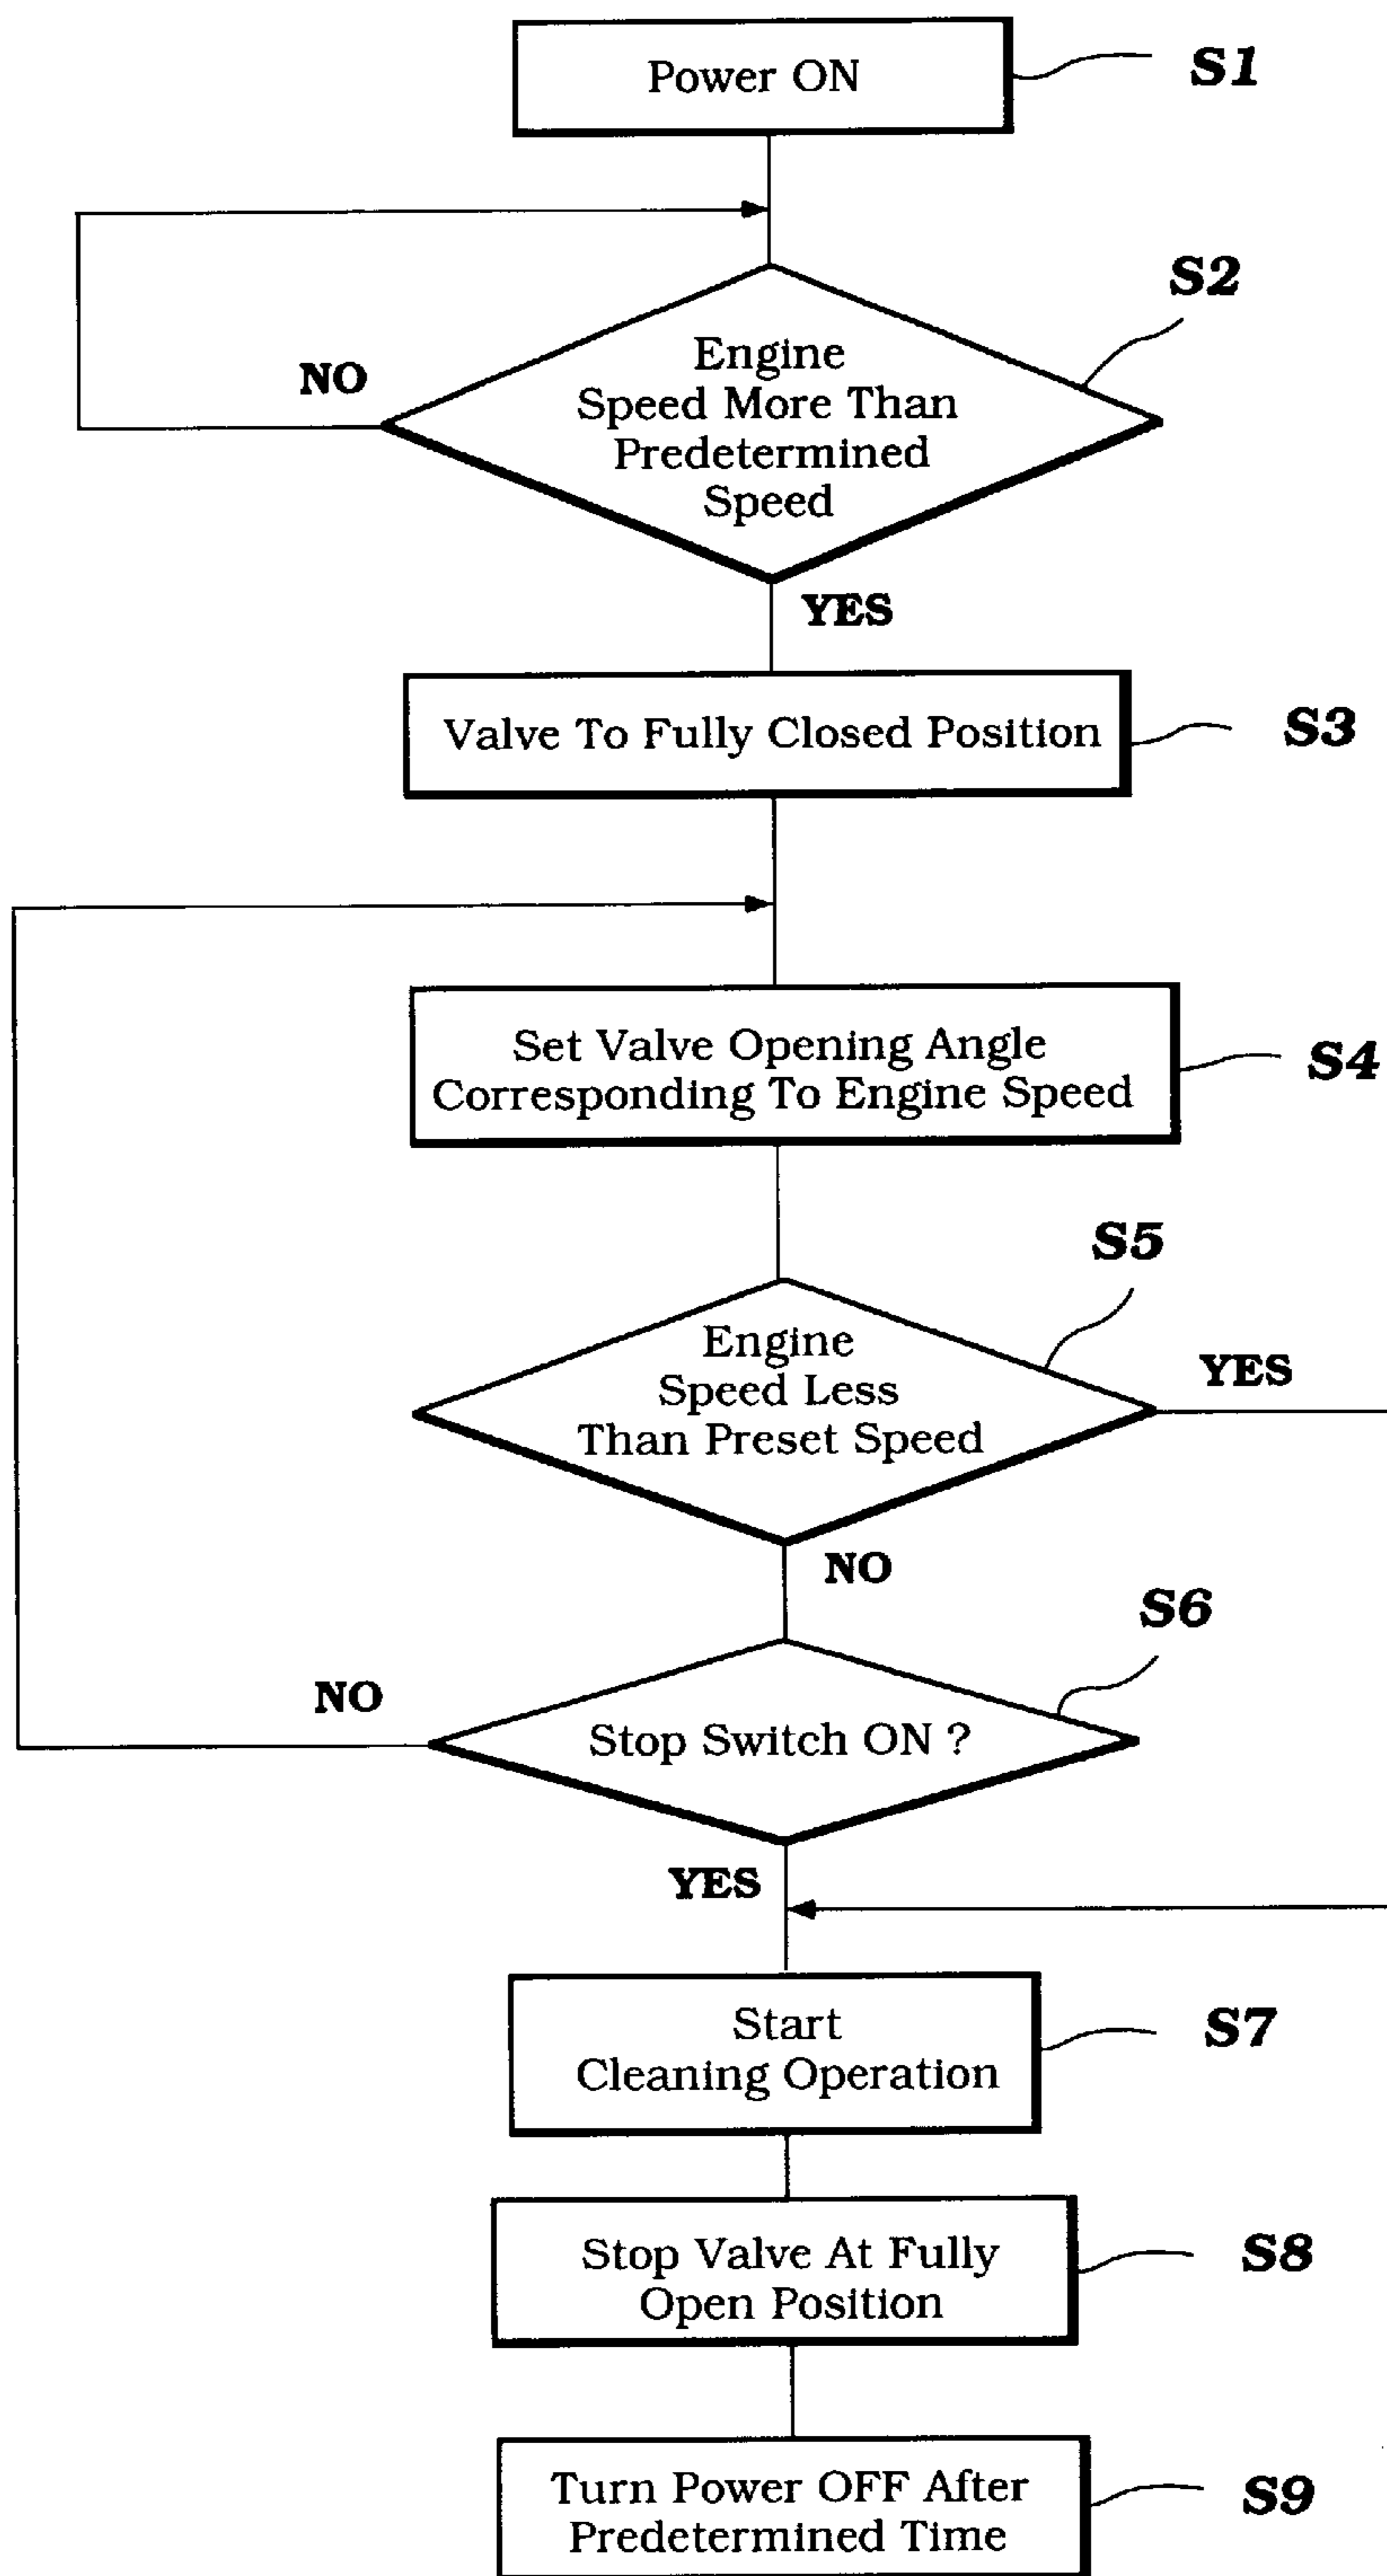 Power ON
S1
S2
Engine
Speed More Than
Predetermined
Speed
NO
YES
Valve To Fully Closed Position
S3
Set Valve Opening Angle
Corresponding To Engine Speed
S4
S5
Engine
Speed Less
Than Preset Speed
YES
NO
S6
NO
Stop Switch ON ?
YES
Start
Cleaning Operation
S7
Stop Valve At Fully
Open Position
S8
Turn Power OFF After
Predetermined Time
S9